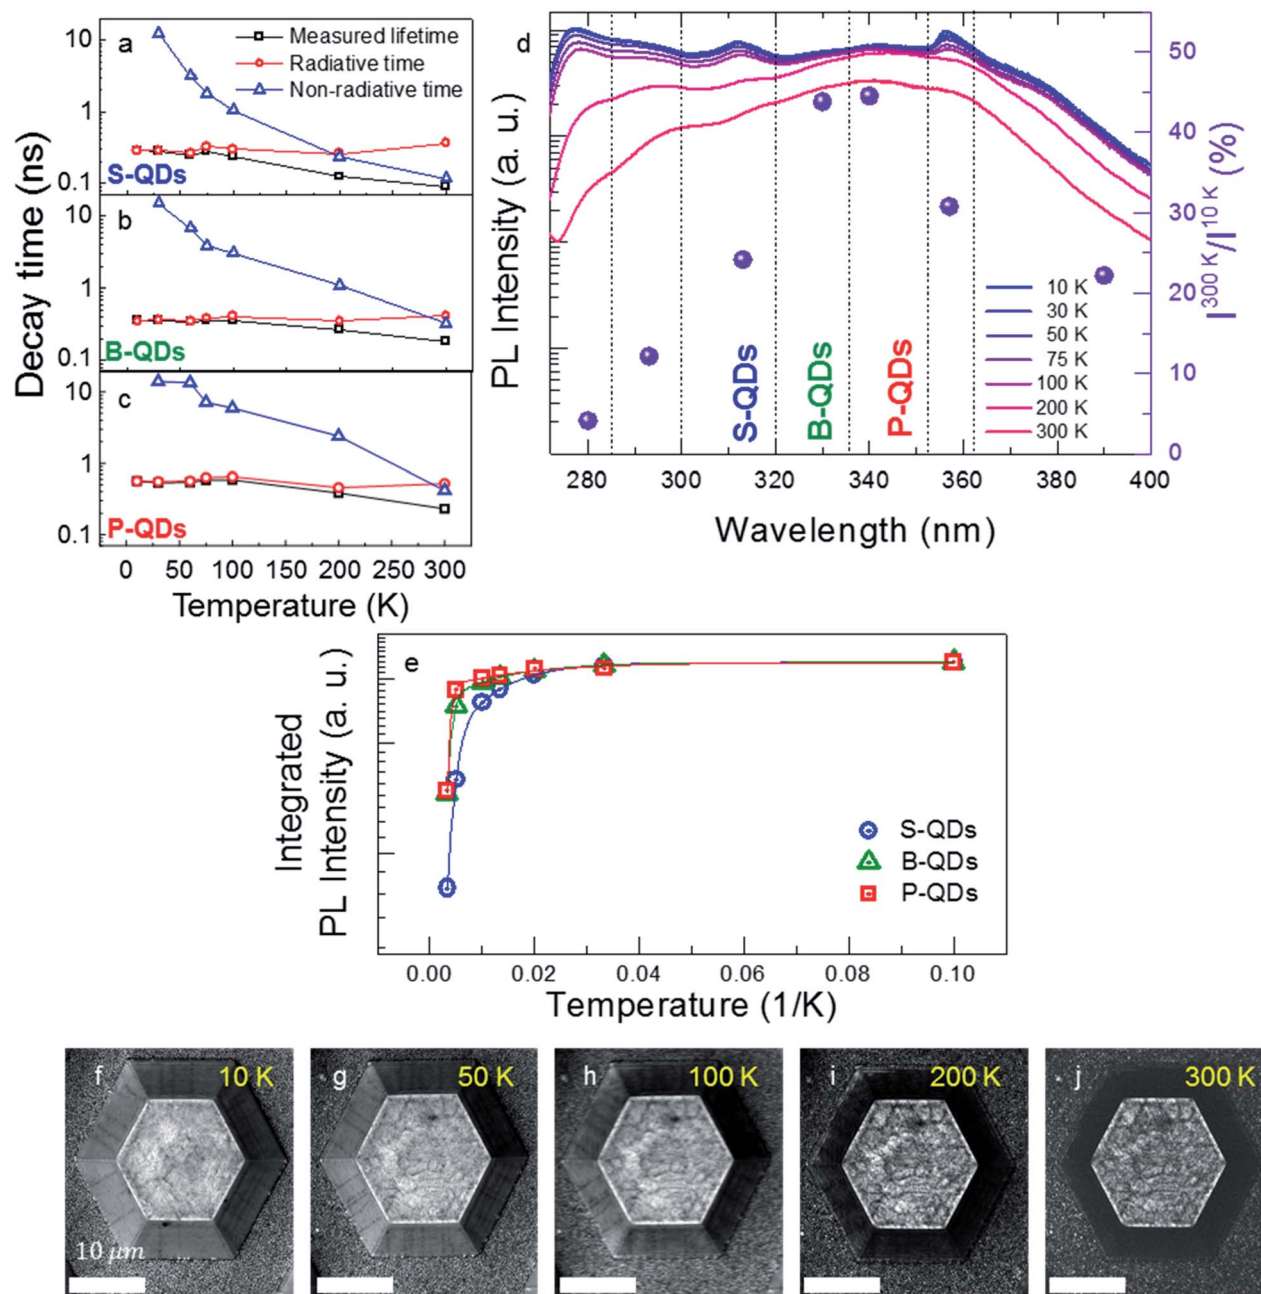 a
Measured lifetime
Radiative time
Non-radiative time
10
1
0.1
S-QDs
b
10
1
0.1
B-QDs
c
10
1
0.1
P-QDs
Decay time (ns)
0 50 100 150 200 250 300
Temperature (K)
d
PL Intensity (a. u.)
S-QDs
B-QDs
P-QDs
10 K
30 K
50 K
75 K
100 K
200 K
300 K
50
40
30
20
10
0
I300 K/I10 K (%)
280 300 320 340 360 380 400
Wavelength (nm)
e
Integrated
PL Intensity (a. u.)
S-QDs
B-QDs
P-QDs
0.00 0.02 0.04 0.06 0.08 0.10
Temperature (1/K)
f 10 K
g 50 K
h 100 K
i 200 K
j 300 K
10 μm